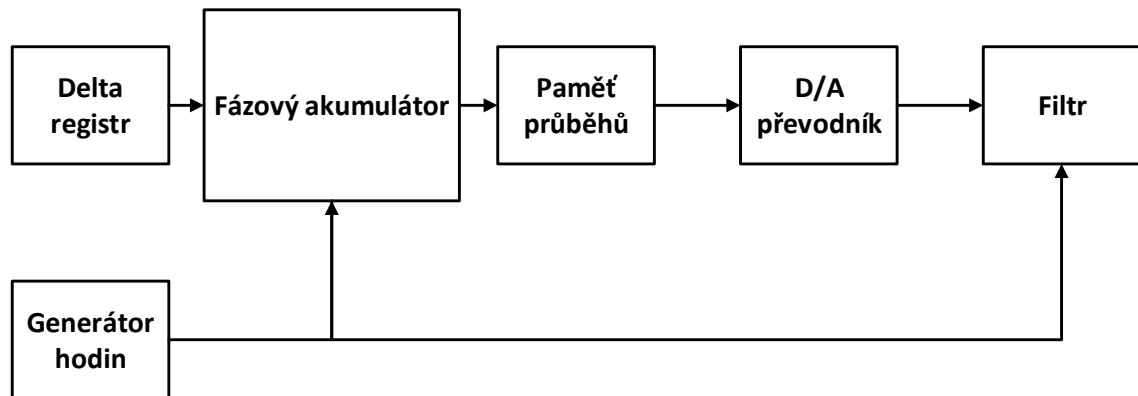 Delta
registr
Fázový akumulátor
Paměť
průběhů
D/A
převodník
Filtr
Generátor
hodin